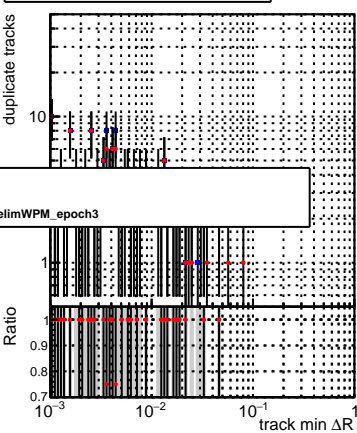 duplicate tracks
10
elimWPM_epoch3
1
Ratio
1
0.9
0.8
0.7
10⁻³ 10⁻² 10⁻¹ 1
track min ΔR